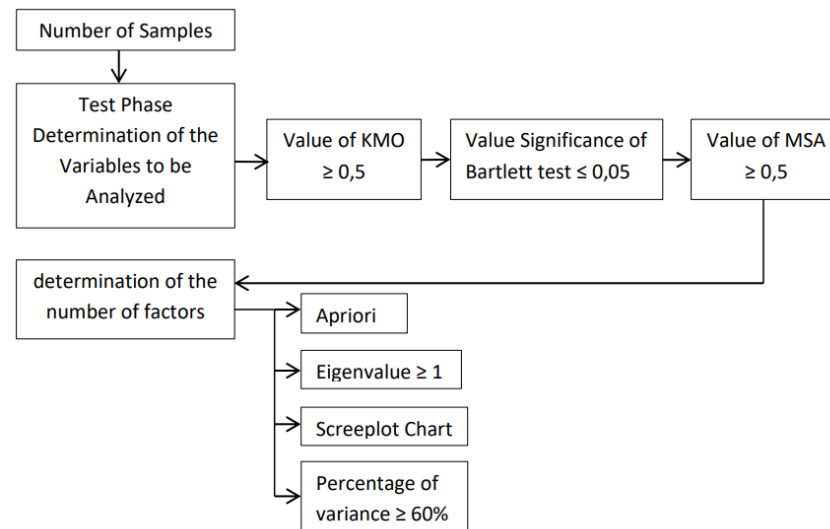 Number of Samples
Test Phase
Determination of the
Variables to be
Analyzed
Value of KMO
≥ 0,5
Value Significance of
Bartlett test ≤ 0,05
Value of MSA
≥ 0,5
determination of the
number of factors
Apriori
Eigenvalue ≥ 1
Screeplot Chart
Percentage of
variance ≥ 60%